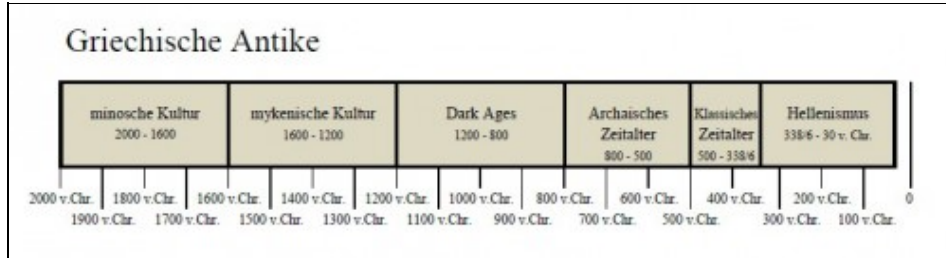 Griechische Antike
minosche Kultur
2000 - 1600
mykenische Kultur
1600 - 1200
Dark Ages
1200 - 800
Archaisches
Zeitalter
800 - 500
Klassisches
Zeitalter
500 - 338/6
Hellenismus
338/6 - 30 v. Chr.
2000 v.Chr. 1800 v.Chr. 1600 v.Chr. 1400 v.Chr. 1200 v.Chr. 1000 v.Chr. 800 v.Chr. 600 v.Chr. 400 v.Chr. 200 v.Chr. 0
1900 v.Chr. 1700 v.Chr. 1500 v.Chr. 1300 v.Chr. 1100 v.Chr. 900 v.Chr. 700 v.Chr. 500 v.Chr. 300 v.Chr. 100 v.Chr.